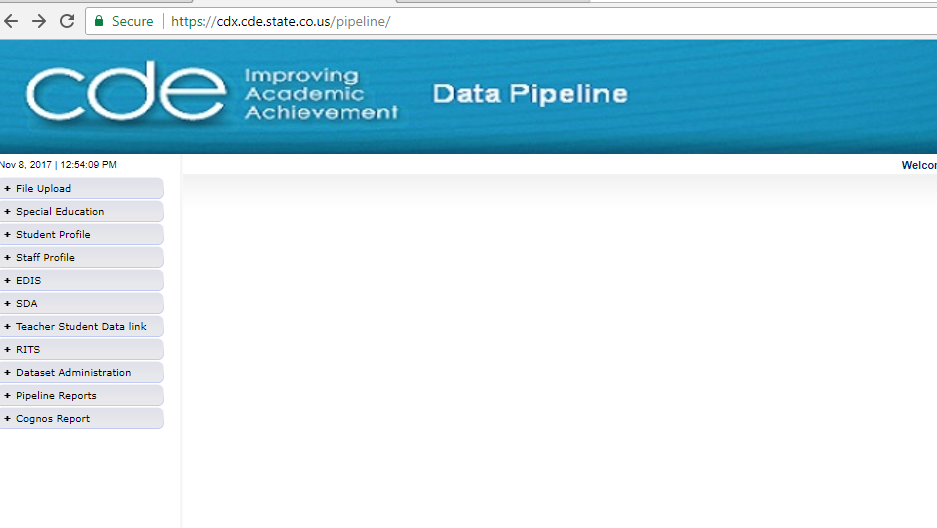 Secure | https://cdx.cde.state.co.us/pipeline/
cde
Improving
Academic
Achievement
Data Pipeline
Nov 8, 2017 | 12:54:09 PM
Welcor
+ File Upload
+ Special Education
+ Student Profile
+ Staff Profile
+ EDIS
+ SDA
+ Teacher Student Data link
+ RITS
+ Dataset Administration
+ Pipeline Reports
+ Cognos Report